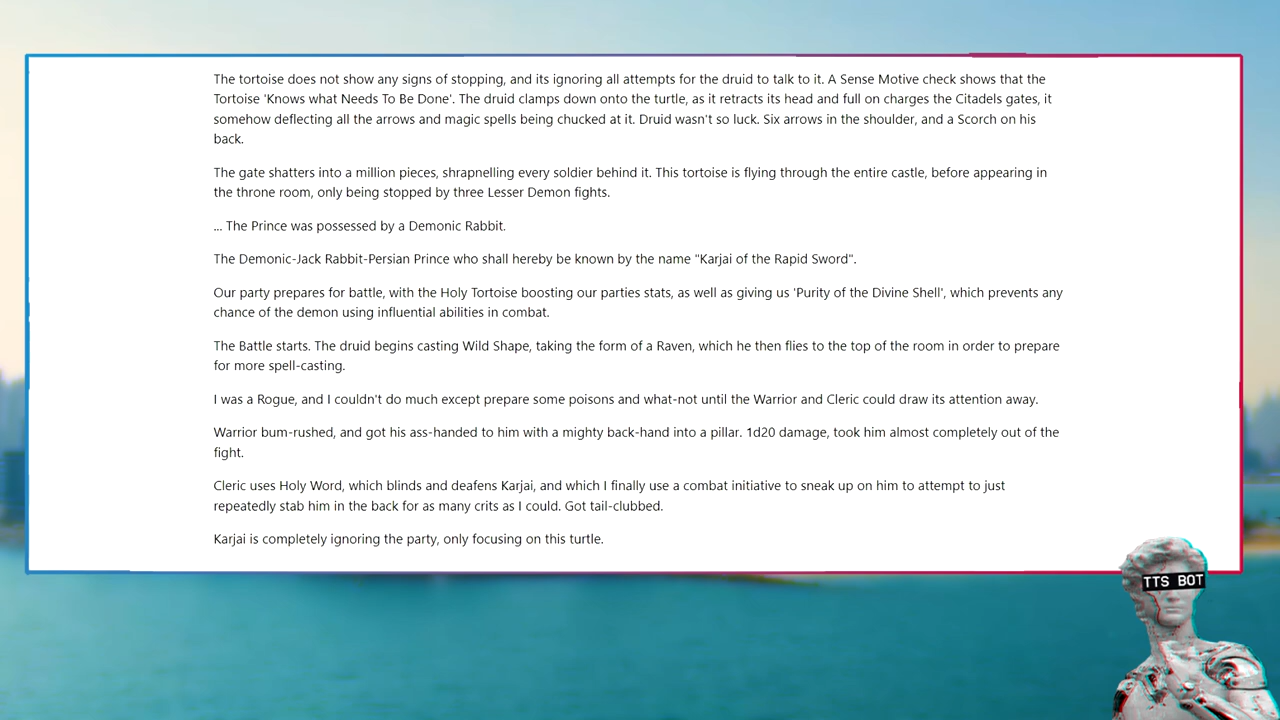 The tortoise does not show any signs of stopping, and its ignoring all attempts for the druid to talk to it. A Sense Motive check shows that the
Tortoise 'Knows what Needs To Be Done'. The druid clamps down onto the turtle, as it retracts its head and full on charges the Citadels gates, it
somehow deflecting all the arrows and magic spells being chucked at it. Druid wasn't so luck. Six arrows in the shoulder, and a Scorch on his
back.
The gate shatters into a million pieces, shrapnelling every soldier behind it. This tortoise is flying through the entire castle, before appearing in
the throne room, only being stopped by three Lesser Demon fights.
... The Prince was possessed by a Demonic Rabbit.
The Demonic-Jack Rabbit-Persian Prince who shall hereby be known by the name "Karjai of the Rapid Sword".
Our party prepares for battle, with the Holy Tortoise boosting our parties stats, as well as giving us 'Purity of the Divine Shell', which prevents any
chance of the demon using influential abilities in combat.
The Battle starts. The druid begins casting Wild Shape, taking the form of a Raven, which he then flies to the top of the room in order to prepare
for more spell-casting.
I was a Rogue, and I couldn't do much except prepare some poisons and what-not until the Warrior and Cleric could draw its attention away.
Warrior bum-rushed, and got his ass-handed to him with a mighty back-hand into a pillar. 1d20 damage, took him almost completely out of the
fight.
Cleric uses Holy Word, which blinds and deafens Karjai, and which I finally use a combat initiative to sneak up on him to attempt to just
repeatedly stab him in the back for as many crits as I could. Got tail-clubbed.
Karjai is completely ignoring the party, only focusing on this turtle.
TTS BOT